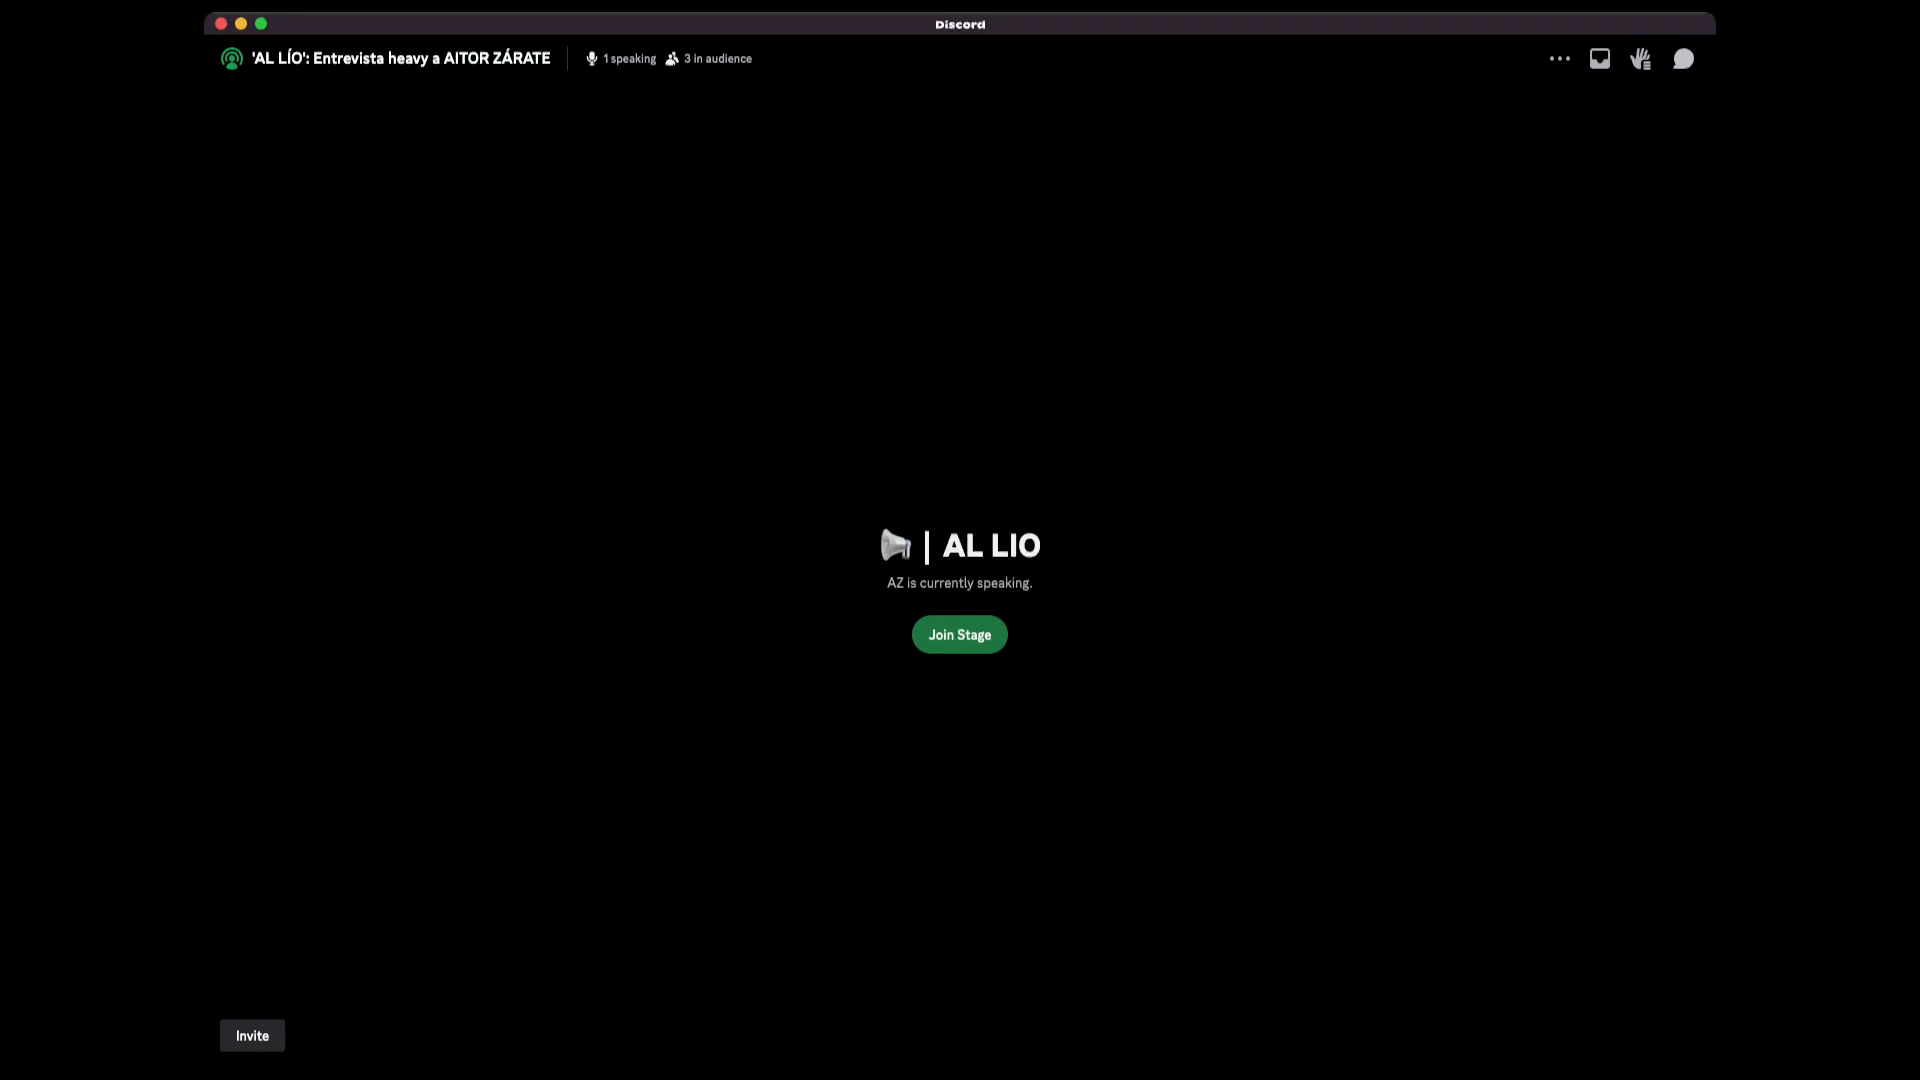 Discord
'AL LÍO': Entrevista heavy a AITOR ZÁRATE
1 speaking
3 in audience
| AL LIO
AZ is currently speaking.
Join Stage
Invite